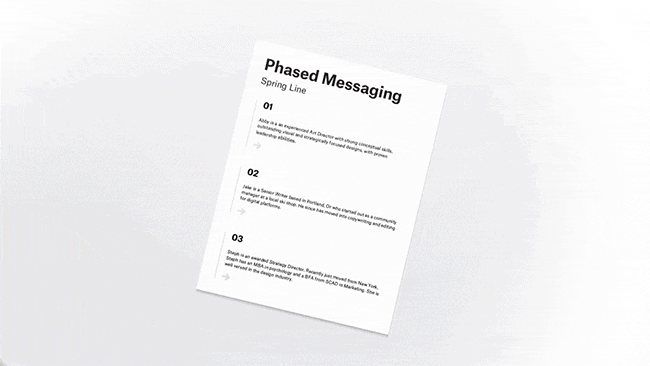 Phased Messaging
Spring Line
01
Abby is a an experienced Art Director with young conceptual skills,
outstanding visual and strategically focused designs, with proven
leadership abilities.
02
Jake is a Senior Writer based in Portland, Or who started out as a community
manager at a local ski shop. He since has moved into copywriting and editing
for digital platforms.
03
Steph is an awarded Strategy Director. Recently just moved from New York,
Steph has an MBA in psychology and a BFA from SCAD in Marketing. She is
well versed in the design industry.